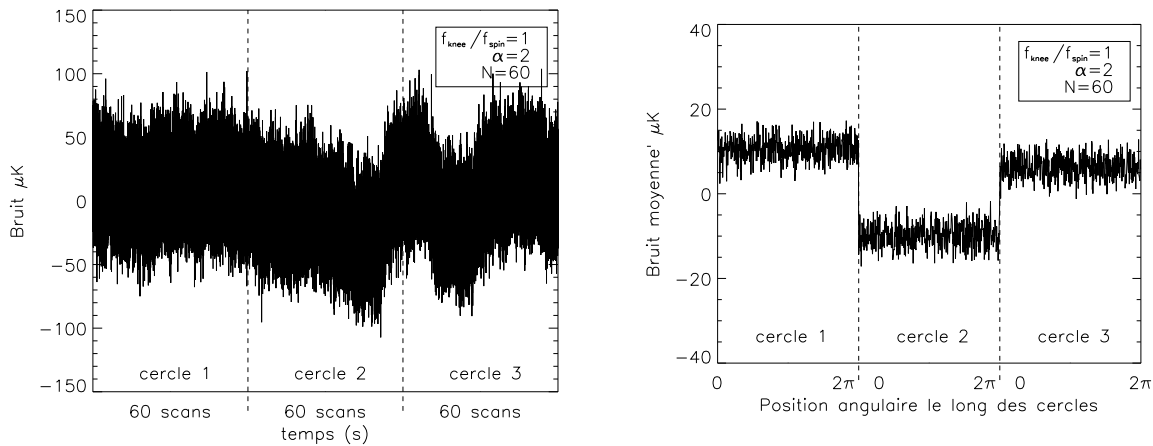 150
100
50
0
−50
−100
−150
Bruit μK
f_knee/f_spin=1
α=2
N=60
cercle 1
cercle 2
cercle 3
60 scans
60 scans
60 scans
temps (s)
40
20
0
−20
−40
Bruit moyenne' μK
f_knee/f_spin=1
α=2
N=60
cercle 1
cercle 2
cercle 3
0
2π
0
2π
0
2π
Position angulaire le long des cercles